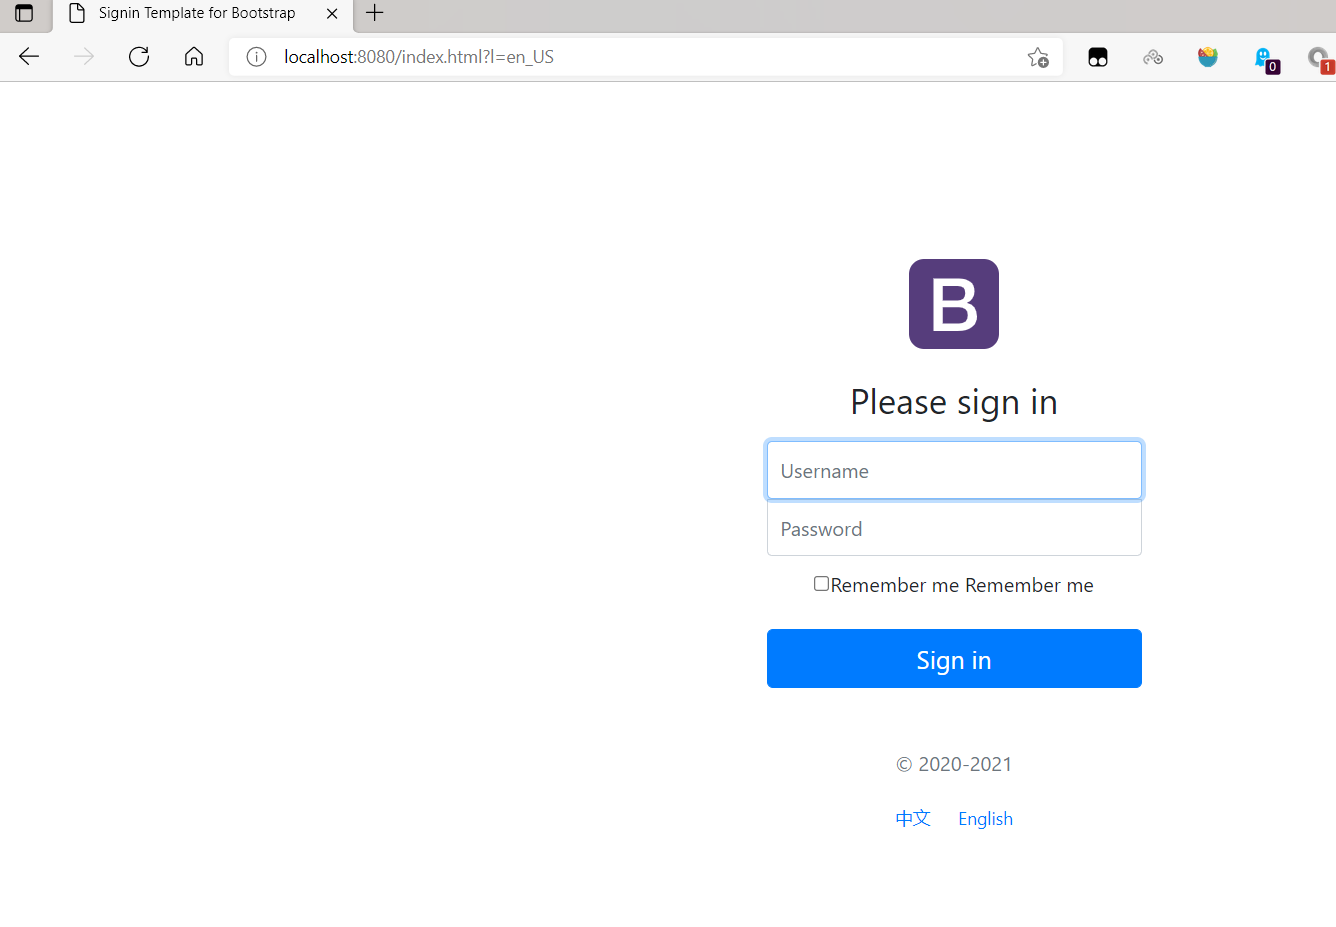 Signin Template for Bootstrap
localhost:8080/index.html?l=en_US
0
1
B
Please sign in
Username
Password
Remember me Remember me
Sign in
© 2020-2021
中文 English